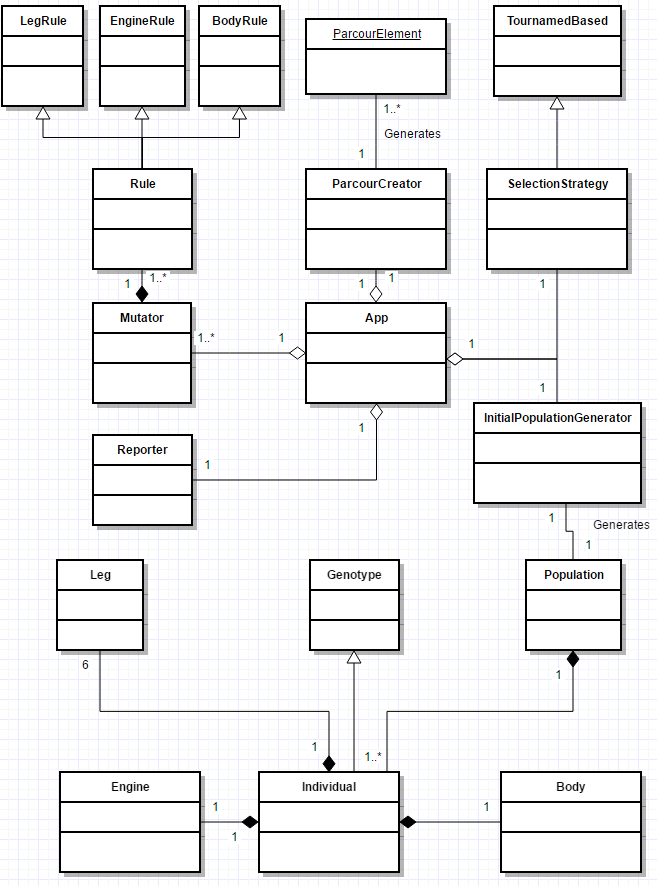 LegRule
EngineRule
BodyRule
ParcourElement
TournamedBased
1..*
Generates
1
Rule
ParcourCreator
SelectionStrategy
1
1..*
1
1
1
Mutator
App
1..*
1
1
1
1
InitialPopulationGenerator
Reporter
1
1
Generates
1
Leg
Genotype
Population
6
1
1
1..*
Engine
Individual
Body
1
1
1